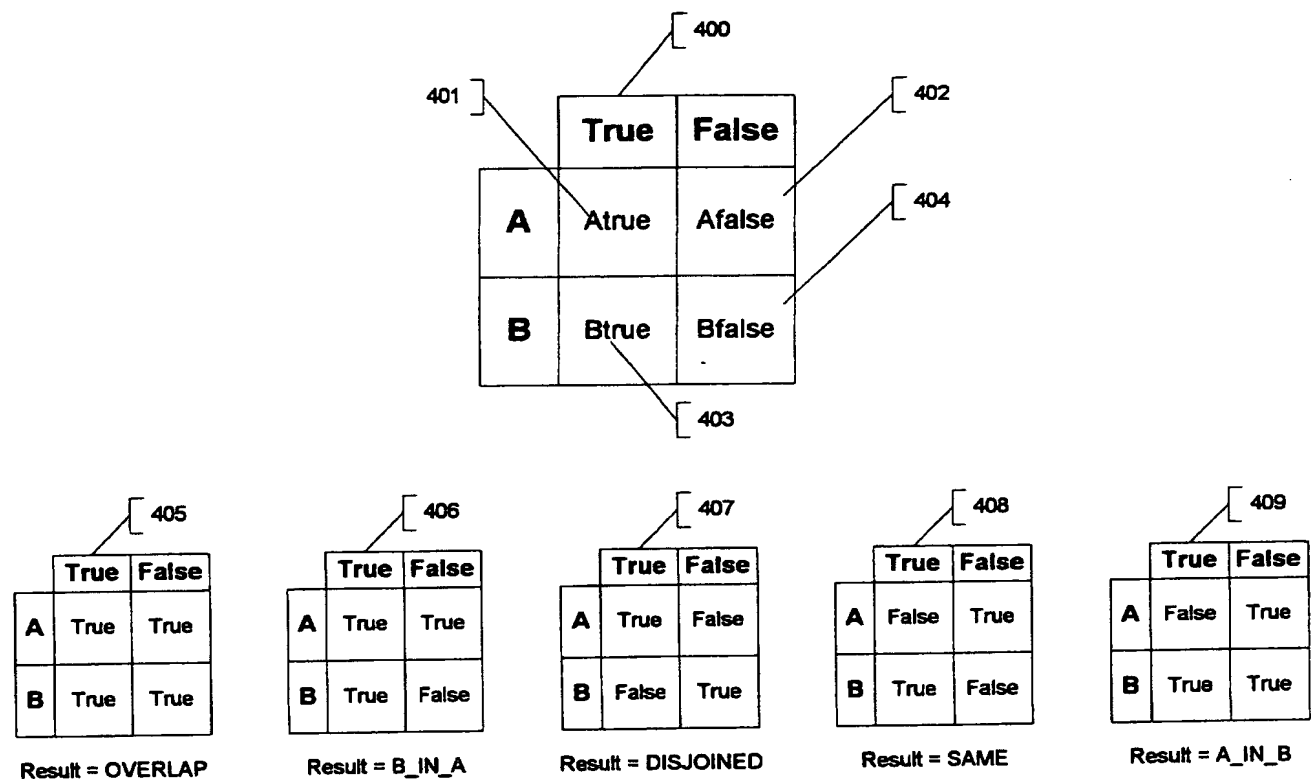 400
401
402
True False
404
A Atrue Afalse
B Btrue Bfalse
403
405
True False
A True True
B True True
Result = OVERLAP
406
True False
A True True
B True False
Result = B_IN_A
407
True False
A True False
B False True
Result = DISJOINED
408
True False
A False True
B True False
Result = SAME
409
True False
A False True
B True True
Result = A_IN_B